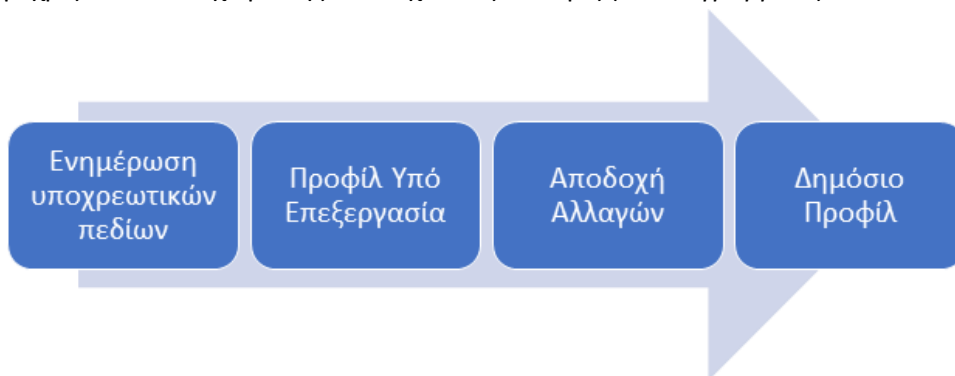 Ενημέρωση
υποχρεωτικών
πεδίων
Προφίλ Υπό
Επεξεργασία
Αποδοχή
Αλλαγών
Δημόσιο
Προφίλ